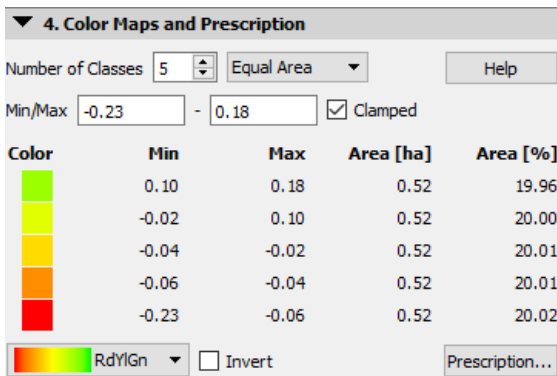 4. Color Maps and Prescription
Number of Classes 5 Equal Area Help
Min/Max -0.23 - 0.18 Clamped
Color Min Max Area [ha] Area [%]
0.10 0.18 0.52 19.96
-0.02 0.10 0.52 20.00
-0.04 -0.02 0.52 20.01
-0.06 -0.04 0.52 20.01
-0.23 -0.06 0.52 20.02
RdYlGn Invert Prescription...